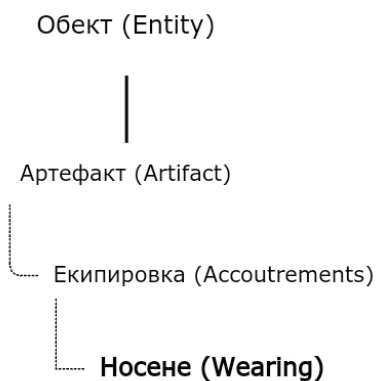 Обект (Entity)
Артефакт (Artifact)
Екипировка (Accoutrements)
Носене (Wearing)